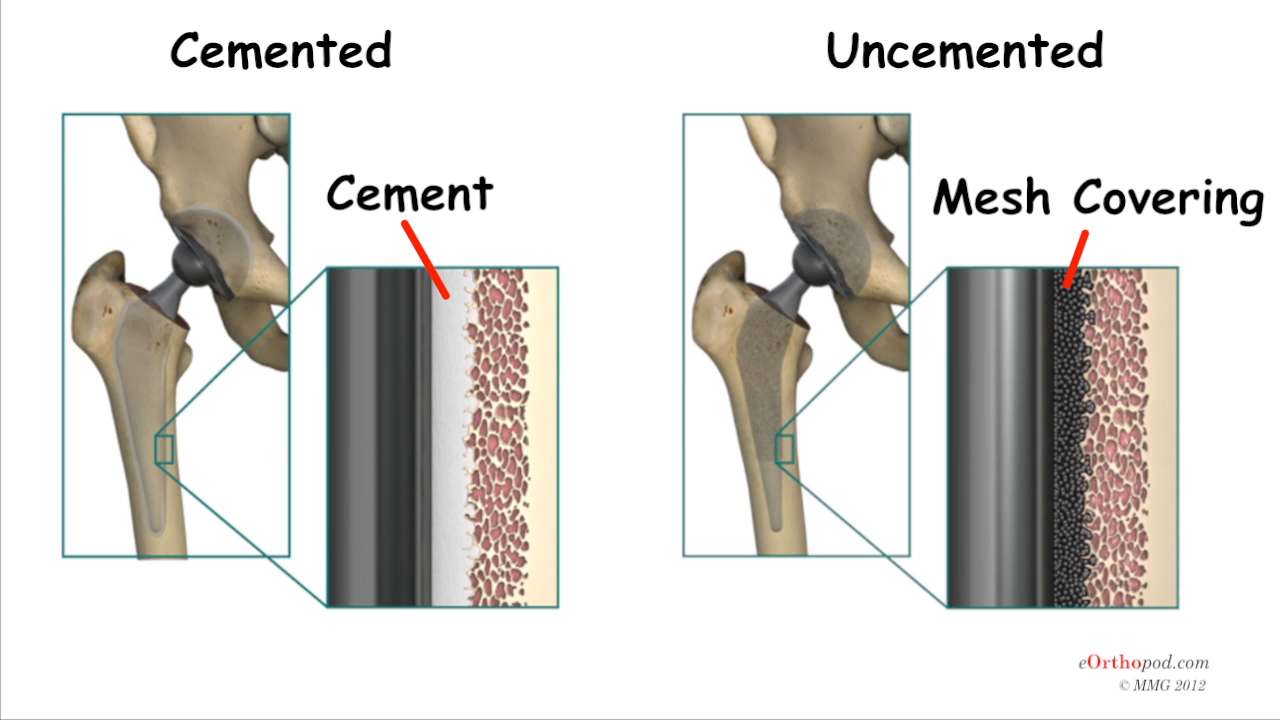 Cemented
Uncemented
Cement
Mesh Covering
eOrthopod.com
© MMG 2012